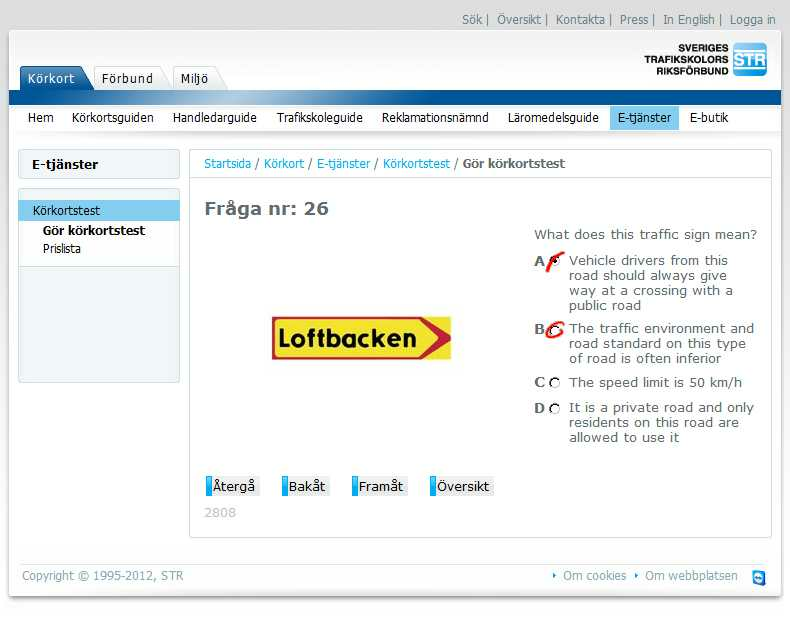 Sök | Översikt | Kontakta | Press | In English | Logga in
SVERIGES
TRAFIKSKOLORS
RIKSFÖRBUND
STR
Körkort Förbund Miljö
Hem Körkortsguiden Handledarguide Trafikskoleguide Reklamationsnämnd Läromedelsguide E-tjänster E-butik
E-tjänster
Startsida / Körkort / E-tjänster / Körkortstest / Gör körkortstest
Körkortstest
Gör körkortstest
Prislista
Fråga nr: 26
What does this traffic sign mean?
A Vehicle drivers from this
road should always give
way at a crossing with a
public road
B The traffic environment and
road standard on this type
of road is often inferior
C The speed limit is 50 km/h
D It is a private road and only
residents on this road are
allowed to use it
Loftbacken
Återgå Bakåt Framåt Översikt
2808
Copyright © 1995-2012, STR
Om cookies Om webbplatsen